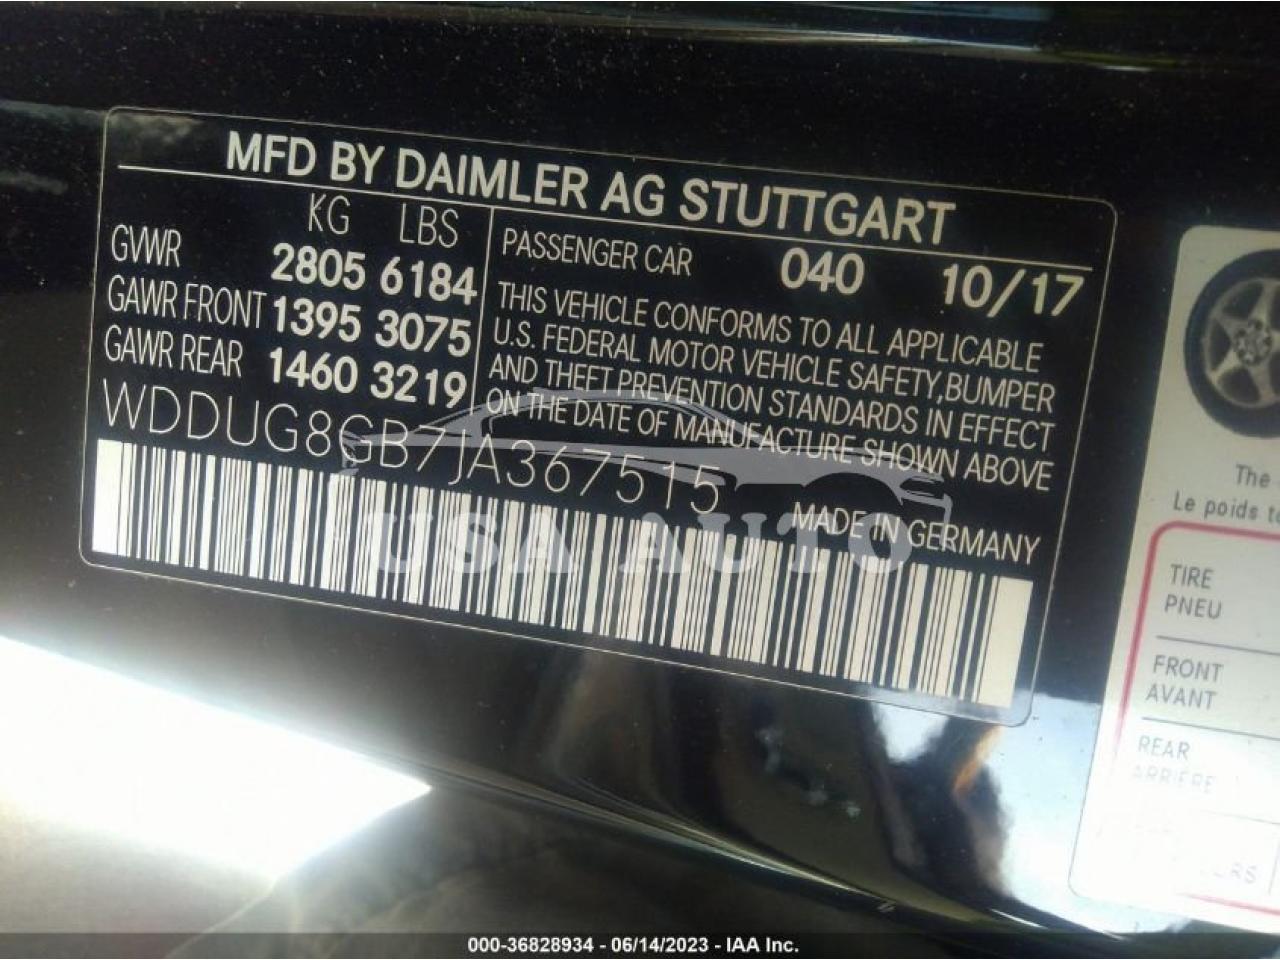 MFD BY DAIMLER AG STUTTGART
KG LBS
GVWR 2805 6184
GAWR FRONT 1395 3075
GAWR REAR 1460 3219
PASSENGER CAR 040 10/17
THIS VEHICLE CONFORMS TO ALL APPLICABLE
U.S. FEDERAL MOTOR VEHICLE SAFETY, BUMPER
AND THEFT PREVENTION STANDARDS IN EFFECT
ON THE DATE OF MANUFACTURE SHOWN ABOVE
WDDUG8GB7JA367515
MADE IN GERMANY
USA AUTO
The
Le poids
TIRE
PNEU
FRONT
AVANT
REAR
ARRIÈRE
000-36828934 - 06/14/2023 - IAA Inc.